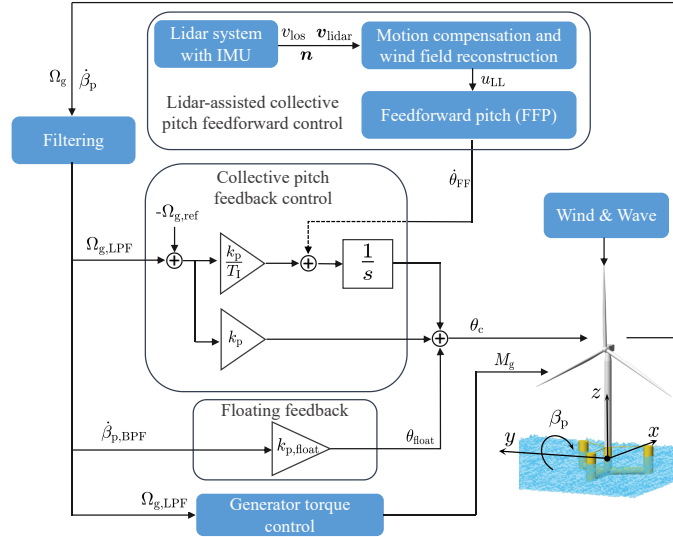 Lidar system
with IMU
v_los 𝒗_lidar
𝒏
Motion compensation and
wind field reconstruction
u_LL
Ω_g
β̇_p
Lidar-assisted collective
pitch feedforward control
Feedforward pitch (FFP)
Filtering
Collective pitch
feedback control
θ̇_FF
-Ω_g,ref
Wind & Wave
Ω_g,LPF
k_p
T_I
1
s
k_p
θ_c
M_g
Floating feedback
β̇_p,BPF
k_p,float
θ_float
z
β_p
x
y
Ω_g,LPF
Generator torque
control